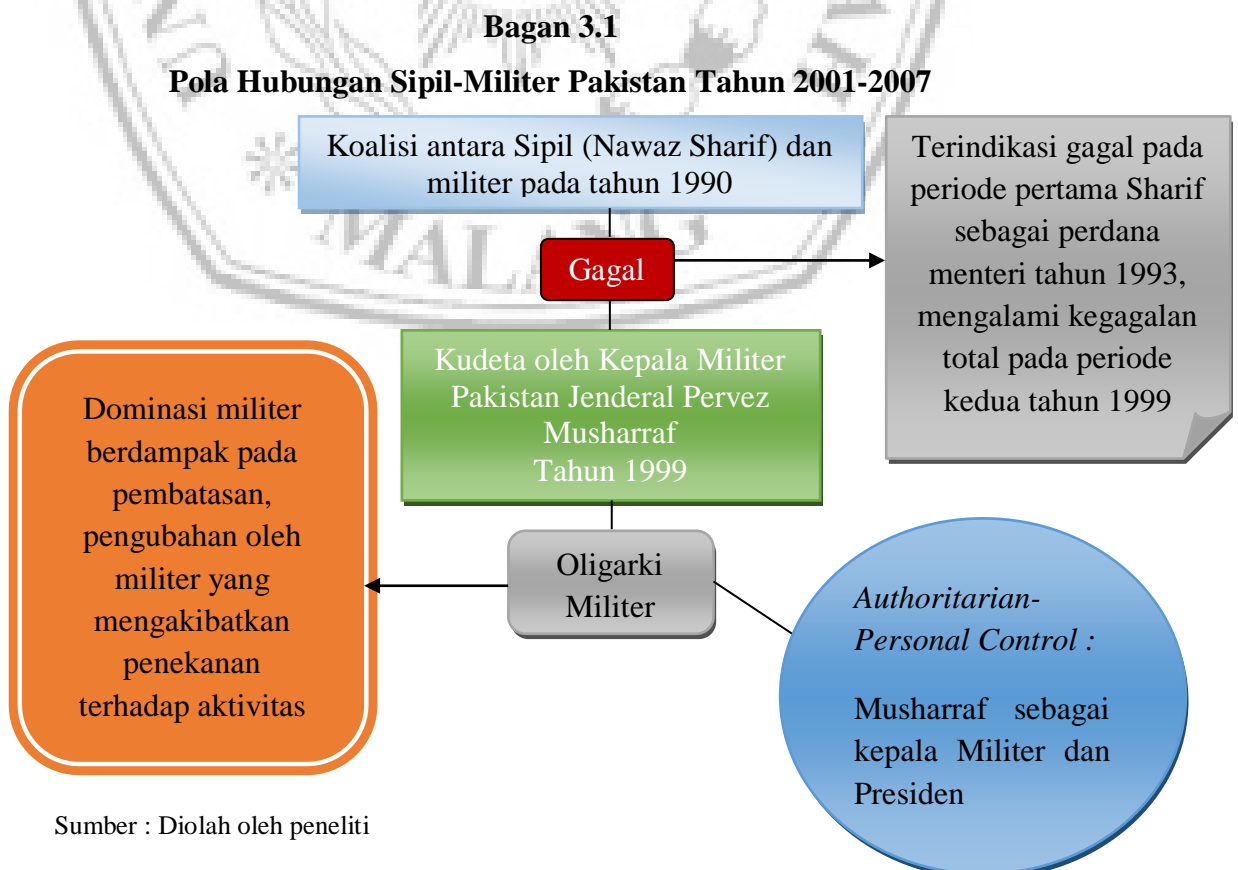 Bagan 3.1
Pola Hubungan Sipil-Militer Pakistan Tahun 2001-2007
Koalisi antara Sipil (Nawaz Sharif) dan
militer pada tahun 1990
Terindikasi gagal pada
periode pertama Sharif
sebagai perdana
menteri tahun 1993,
mengalami kegagalan
total pada periode
kedua tahun 1999
MALANG
Gagal
Kudeta oleh Kepala Militer
Pakistan Jenderal Pervez
Musharraf
Tahun 1999
Dominasi militer
berdampak pada
pembatasan,
pengubahan oleh
militer yang
mengakibatkan
penekanan
terhadap aktivitas
Oligarki
Militer
Authoritarian-
Personal Control :
Musharraf sebagai
kepala Militer dan
Presiden
Sumber : Diolah oleh peneliti